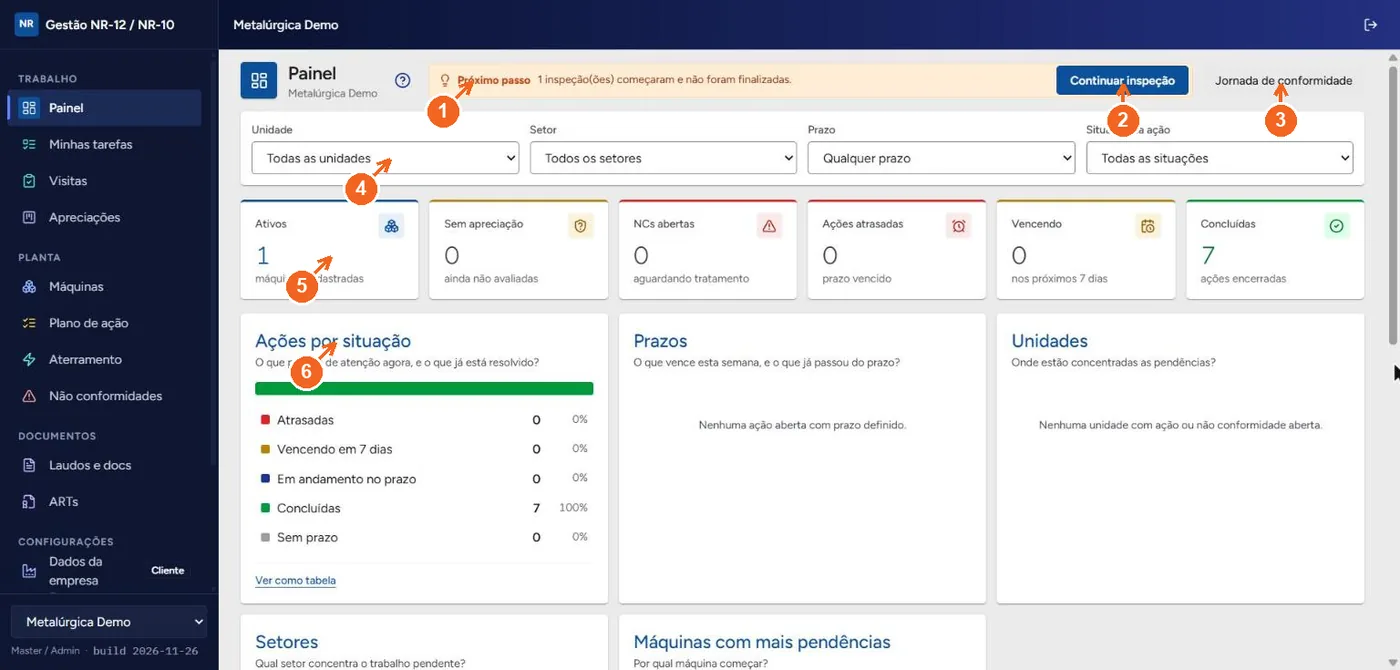 NR Gestão NR-12 / NR-10
Metalúrgica Demo
TRABALHO
Painel
Minhas tarefas
Visitas
Apreciações
PLANTA
Máquinas
Plano de ação
Aterramento
Não conformidades
DOCUMENTOS
Laudos e docs
ARTs
CONFIGURAÇÕES
Dados da
empresa
Cliente
Metalúrgica Demo
Master / Admin · build 2026-11-26
Painel
Metalúrgica Demo
Próximo passo 1 inspeção(ões) começaram e não foram finalizadas.
Continuar inspeção
Jornada de conformidade
1
2
3
Unidade
Todas as unidades
Setor
Todos os setores
Prazo
Qualquer prazo
ação
Todas as situações
4
Ativos
1
5
Sem apreciação
0
ainda não avaliadas
NCs abertas
0
aguardando tratamento
Ações atrasadas
0
prazo vencido
Vencendo
0
nos próximos 7 dias
Concluídas
7
ações encerradas
Ações por situação
O que de atenção agora, e o que já está resolvido?
6
Atrasadas 0 0%
Vencendo em 7 dias 0 0%
Em andamento no prazo 0 0%
Concluídas 7 100%
Sem prazo 0 0%
Ver como tabela
Prazos
O que vence esta semana, e o que já passou do prazo?
Nenhuma ação aberta com prazo definido.
Unidades
Onde estão concentradas as pendências?
Nenhuma unidade com ação ou não conformidade aberta.
Setores
Qual setor concentra o trabalho pendente?
Máquinas com mais pendências
Por qual máquina começar?